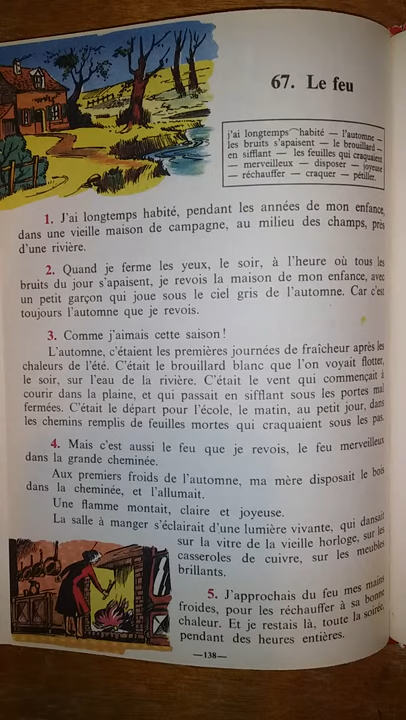 67. Le feu
j'ai longtemps habité — l'automne —
les bruits s'apaisent — le brouillard —
en sifflant — les feuilles qui craquaient
— merveilleux — disposer — joyeuse
— réchauffer — craquer — pétiller.
1. J'ai longtemps habité, pendant les années de mon enfance,
dans une vieille maison de campagne, au milieu des champs, près
d'une rivière.
2. Quand je ferme les yeux, le soir, à l'heure où tous les
bruits du jour s'apaisent, je revois la maison de mon enfance, avec
un petit garçon qui joue sous le ciel gris de l'automne. Car c'est
toujours l'automne que je revois.
3. Comme j'aimais cette saison !
L'automne, c'étaient les premières journées de fraîcheur après les
chaleurs de l'été. C'était le brouillard blanc que l'on voyait flotter,
le soir, sur l'eau de la rivière. C'était le vent qui commençait à
courir dans la plaine, et qui passait en sifflant sous les portes mal
fermées. C'était le départ pour l'école, le matin, au petit jour, dans
les chemins remplis de feuilles mortes qui craquaient sous les pas.
4. Mais c'est aussi le feu que je revois, le feu merveilleux
dans la grande cheminée.
Aux premiers froids de l'automne, ma mère disposait le bois
dans la cheminée, et l'allumait.
Une flamme montait, claire et joyeuse.
La salle à manger s'éclairait d'une lumière vivante, qui dansait
sur la vitre de la vieille horloge, sur les
casseroles de cuivre, sur les meubles
brillants.
5. J'approchais du feu mes mains
froides, pour les réchauffer à sa bonne
chaleur. Et je restais là, toute la soirée,
pendant des heures entières.
—138—